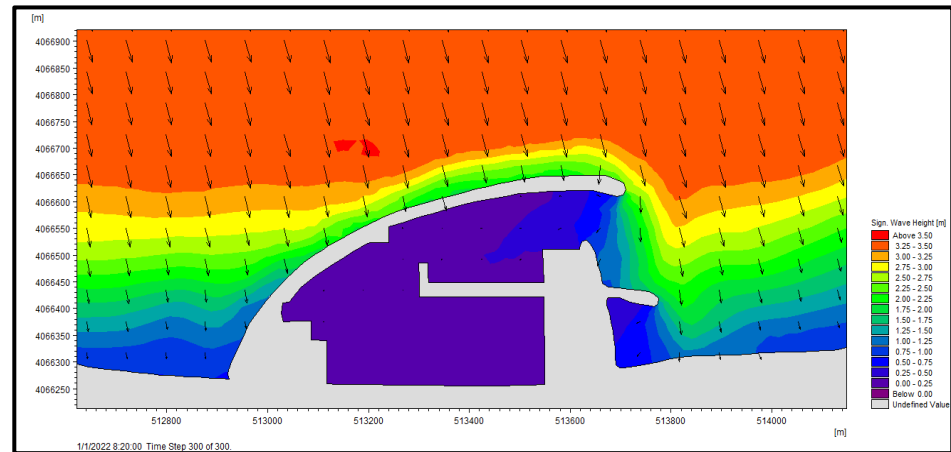 [m]
4066900
4066850
4066800
4066750
4066700
4066650
4066600
4066550
4066500
4066450
4066400
4066350
4066300
4066250
512800 513000 513200 513400 513600 513800 514000
[m]
1/1/2022 8:20:00 Time Step 300 of 300.
Sign. Wave Height [m]
Above 3.50
3.25 - 3.50
3.00 - 3.25
2.75 - 3.00
2.50 - 2.75
2.25 - 2.50
2.00 - 2.25
1.75 - 2.00
1.50 - 1.75
1.25 - 1.50
1.00 - 1.25
0.75 - 1.00
0.50 - 0.75
0.25 - 0.50
0.00 - 0.25
Below 0.00
Undefined Value